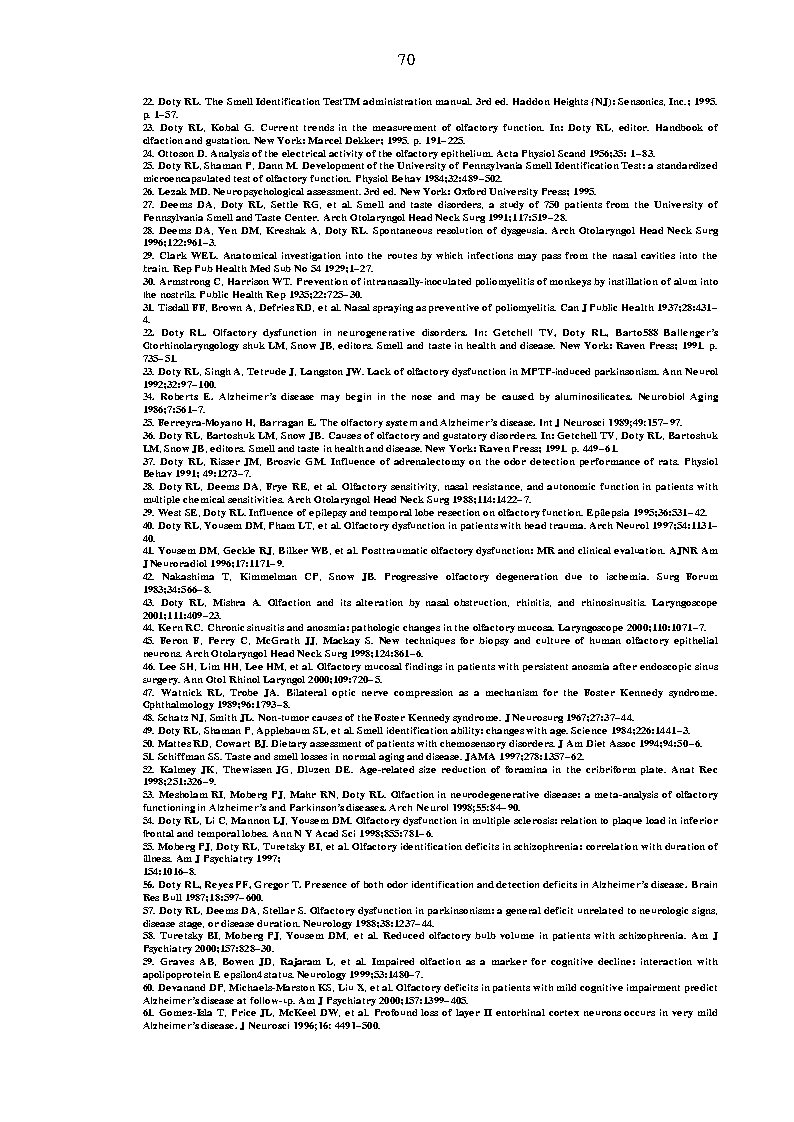 70
22. Doty RL. The Smell Identification TestTM administration manual. 3rd ed. Haddon Heights (NJ): Sensonics, Inc.; 1995.
p. 1–57.
23. Doty RL, Kobal G. Current trends in the measurement of olfactory function. In: Doty RL, editor. Handbook of
olfaction and gustation. New York: Marcel Dekker; 1995. p. 191–225.
24. Ottoson D. Analysis of the electrical activity of the olfactory epithelium. Acta Physiol Scand 1956;35: 1–83.
25. Doty RL, Shaman P, Dann M. Development of the University of Pennsylvania Smell Identification Test: a standardized
microencapsulated test of olfactory function. Physiol Behav 1984;32:489–502.
26. Lezak MD. Neuropsychological assessment. 3rd ed. New York: Oxford University Press; 1995.
27. Deems DA, Doty RL, Settle RG, et al. Smell and taste disorders, a study of 750 patients from the University of
Pennsylvania Smell and Taste Center. Arch Otolaryngol Head Neck Surg 1991;117:519–28.
28. Deems DA, Yen DM, Kreshak A, Doty RL. Spontaneous resolution of dysgeusia. Arch Otolaryngol Head Neck Surg
1996;122:961–3.
29. Clark WEL. Anatomical investigation into the routes by which infections may pass from the nasal cavities into the
brain. Rep Pub Health Med Sub No 54 1929;1–27.
30. Armstrong C, Harrison WT. Prevention of intranasally-inoculated poliomyelitis of monkeys by instillation of alum into
the nostrils. Public Health Rep 1935;22:725–30.
31. Tisdall FF, Brown A, Defries RD, et al. Nasal spraying as preventive of poliomyelitis. Can J Public Health 1937;28:431–
4.
32. Doty RL. Olfactory dysfunction in neurogenerative disorders. In: Getchell TV, Doty RL, Barto588 Ballenger's
Otorhinolaryngology shuk LM, Snow JB, editors. Smell and taste in health and disease. New York: Raven Press; 1991. p.
735–51.
33. Doty RL, Singh A, Tetrude J, Langston JW. Lack of olfactory dysfunction in MPTP-induced parkinsonism. Ann Neurol
1992;32:97–100.
34. Roberts E. Alzheimer's disease may begin in the nose and may be caused by aluminosilicates. Neurobiol Aging
1986;7:561–7.
35. Ferreyra-Moyano H, Barragan E. The olfactory system and Alzheimer's disease. Int J Neurosci 1989;49:157–97.
36. Doty RL, Bartoshuk LM, Snow JB. Causes of olfactory and gustatory disorders. In: Getchell TV, Doty RL, Bartoshuk
LM, Snow JB, editors. Smell and taste in health and disease. New York: Raven Press; 1991. p. 449–61.
37. Doty RL, Risser JM, Brosvic GM. Influence of adrenalectomy on the odor detection performance of rats. Physiol
Behav 1991; 49:1273–7.
38. Doty RL, Deems DA, Frye RE, et al. Olfactory sensitivity, nasal resistance, and autonomic function in patients with
multiple chemical sensitivities. Arch Otolaryngol Head Neck Surg 1988;114:1422–7.
39. West SE, Doty RL. Influence of epilepsy and temporal lobe resection on olfactory function. Epilepsia 1995;36:531–42.
40. Doty RL, Yousem DM, Pham LT, et al. Olfactory dysfunction in patients with head trauma. Arch Neurol 1997;54:1131–
40.
41. Yousem DM, Geckle RJ, Bilker WB, et al. Posttraumatic olfactory dysfunction: MR and clinical evaluation. AJNR Am
J Neuroradiol 1996;17:1171–9.
42. Nakashima T, Kimmelman CP, Snow JB. Progressive olfactory degeneration due to ischemia. Surg Forum
1983;34:566–8.
43. Doty RL, Mishra A. Olfaction and its alteration by nasal obstruction, rhinitis, and rhinosinusitis. Laryngoscope
2001;111:409–23.
44. Kern RC. Chronic sinusitis and anosmia: pathologic changes in the olfactory mucosa. Laryngoscope 2000;110:1071–7.
45. Feron F, Perry C, McGrath JJ, Mackay S. New techniques for biopsy and culture of human olfactory epithelial
neurons. Arch Otolaryngol Head Neck Surg 1998;124:861–6.
46. Lee SH, Lim HH, Lee HM, et al. Olfactory mucosal findings in patients with persistent anosmia after endoscopic sinus
surgery. Ann Otol Rhinol Laryngol 2000;109:720–5.
47. Watnick RL, Trobe JA. Bilateral optic nerve compression as a mechanism for the Foster Kennedy syndrome.
Ophthalmology 1989;96:1793–8.
48. Schatz NJ, Smith JL. Non-tumor causes of the Foster Kennedy syndrome. J Neurosurg 1967;27:37–44.
49. Doty RL, Shaman P, Applebaum SL, et al. Smell identification ability: changes with age. Science 1984;226:1441–3.
50. Mattes RD, Cowart BJ. Dietary assessment of patients with chemosensory disorders. J Am Diet Assoc 1994;94:50–6.
51. Schiffman SS. Taste and smell losses in normal aging and disease. JAMA 1997;278:1357–62.
52. Kalmey JK, Thewissen JG, Dluzen DE. Age-related size reduction of foramina in the cribriform plate. Anat Rec
1998;251:326–9.
53. Mesholam RI, Moberg PJ, Mahr RN, Doty RL. Olfaction in neurodegenerative disease: a meta-analysis of olfactory
functioning in Alzheimer's and Parkinson's diseases. Arch Neurol 1998;55:84–90.
54. Doty RL, Li C, Mannon LJ, Yousem DM. Olfactory dysfunction in multiple sclerosis: relation to plaque load in inferior
frontal and temporal lobes. Ann N Y Acad Sci 1998;855:781–6.
55. Moberg PJ, Doty RL, Turetsky BI, et al. Olfactory identification deficits in schizophrenia: correlation with duration of
illness. Am J Psychiatry 1997;
154:1016–8.
56. Doty RL, Reyes PF, Gregor T. Presence of both odor identification and detection deficits in Alzheimer's disease. Brain
Res Bull 1987;18:597–600.
57. Doty RL, Deems DA, Stellar S. Olfactory dysfunction in parkinsonism: a general deficit unrelated to neurologic signs,
disease stage, or disease duration. Neurology 1988;38:1237–44.
58. Turetsky BI, Moberg PJ, Yousem DM, et al. Reduced olfactory bulb volume in patients with schizophrenia. Am J
Psychiatry 2000;157:828–30.
59. Graves AB, Bowen JD, Rajaram L, et al. Impaired olfaction as a marker for cognitive decline: interaction with
apolipoprotein E epsilon4 status. Neurology 1999;53:1480–7.
60. Devanand DP, Michaels-Marston KS, Liu X, et al. Olfactory deficits in patients with mild cognitive impairment predict
Alzheimer's disease at follow-up. Am J Psychiatry 2000;157:1399–405.
61. Gomez-Isla T, Price JL, McKeel DW, et al. Profound loss of layer II entorhinal cortex neurons occurs in very mild
Alzheimer's disease. J Neurosci 1996;16: 4491–500.